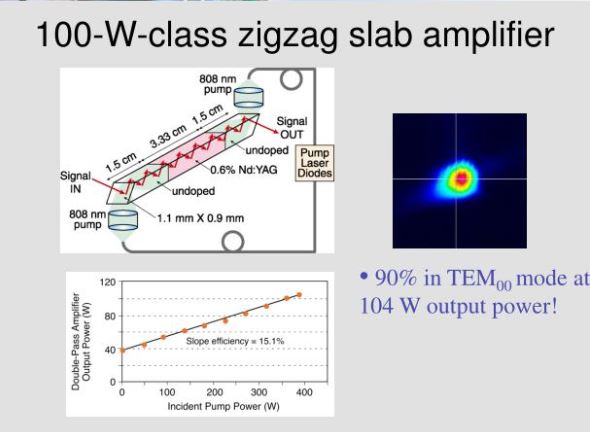 100-W-class zigzag slab amplifier
808 nm
pump
1.5 cm
3.33 cm
1.5 cm
Signal
OUT
undoped
Pump
Laser
Diodes
0.6% Nd:YAG
Signal
IN
undoped
808 nm
pump
1.1 mm X 0.9 mm
• 90% in TEM00 mode at
104 W output power!
Double-Pass Amplifier
Output Power (W)
120
80
40
0
Slope efficiency = 15.1%
0 100 200 300 400
Incident Pump Power (W)